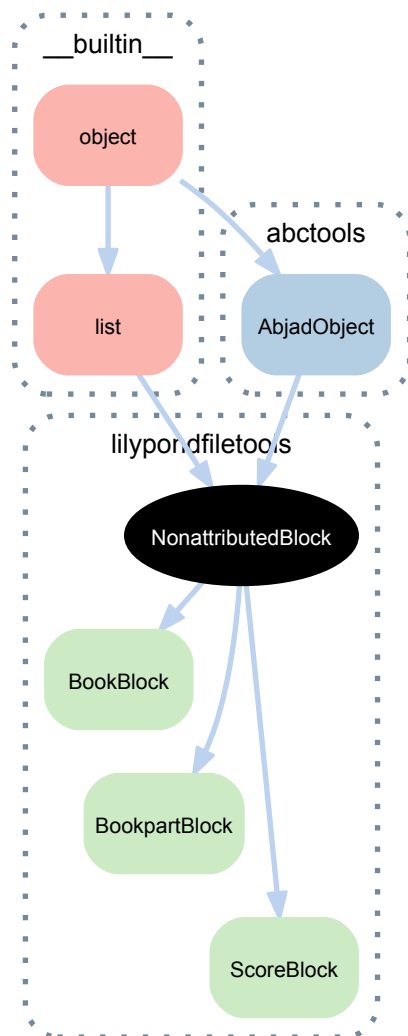 __builtin__
object
abctools
list
AbjadObject
lilypondfiletools
NonattributedBlock
BookBlock
BookpartBlock
ScoreBlock